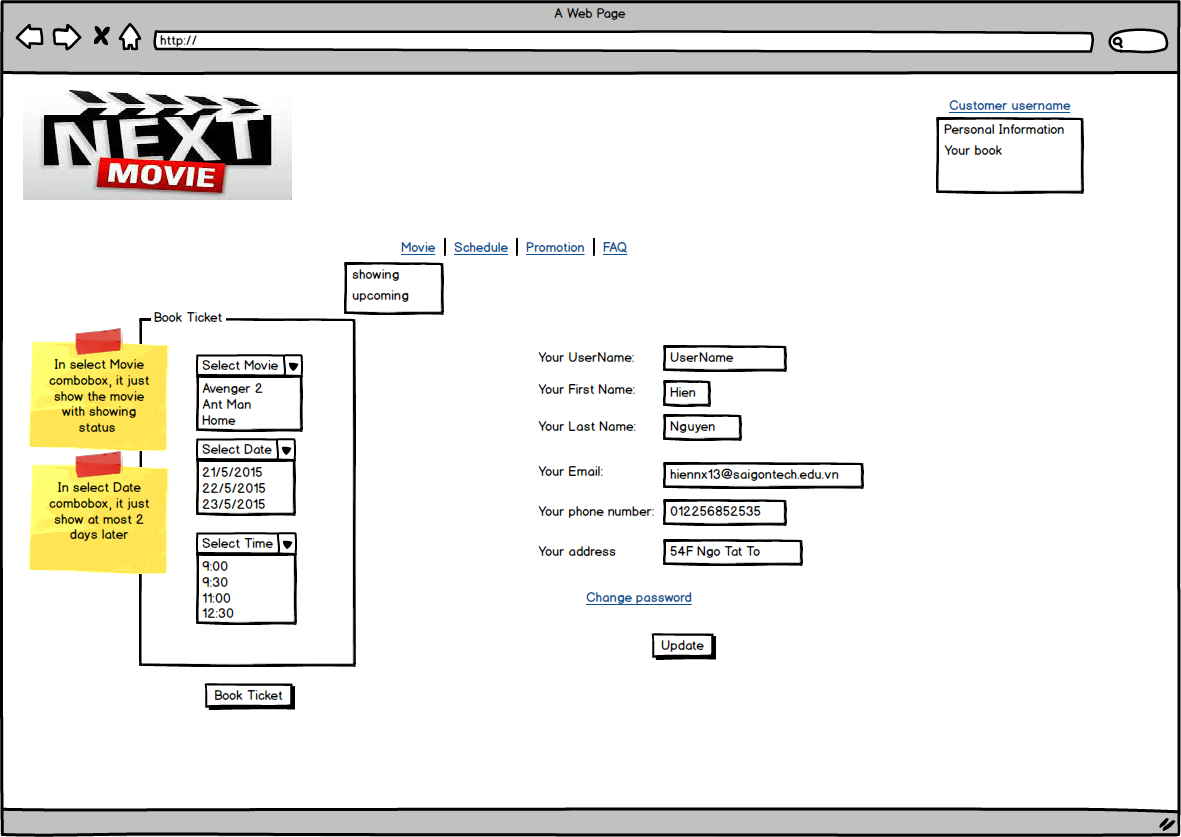 A Web Page
http://
NEXT
MOVIE
Customer username
Personal Information
Your book
Movie
Schedule
Promotion
FAQ
showing
upcoming
Book Ticket
In select Movie
combobox, it just
show the movie
with showing
status
In select Date
combobox, it just
show at most 2
days later
Select Movie
Avenger 2
Ant Man
Home
Select Date
21/5/2015
22/5/2015
23/5/2015
Select Time
9:00
9:30
11:00
12:30
Book Ticket
Your UserName: UserName
Your First Name: Hien
Your Last Name: Nguyen
Your Email: hiennx13@saigontech.edu.vn
Your phone number: 012256852535
Your address 54F Ngo Tat To
Change password
Update